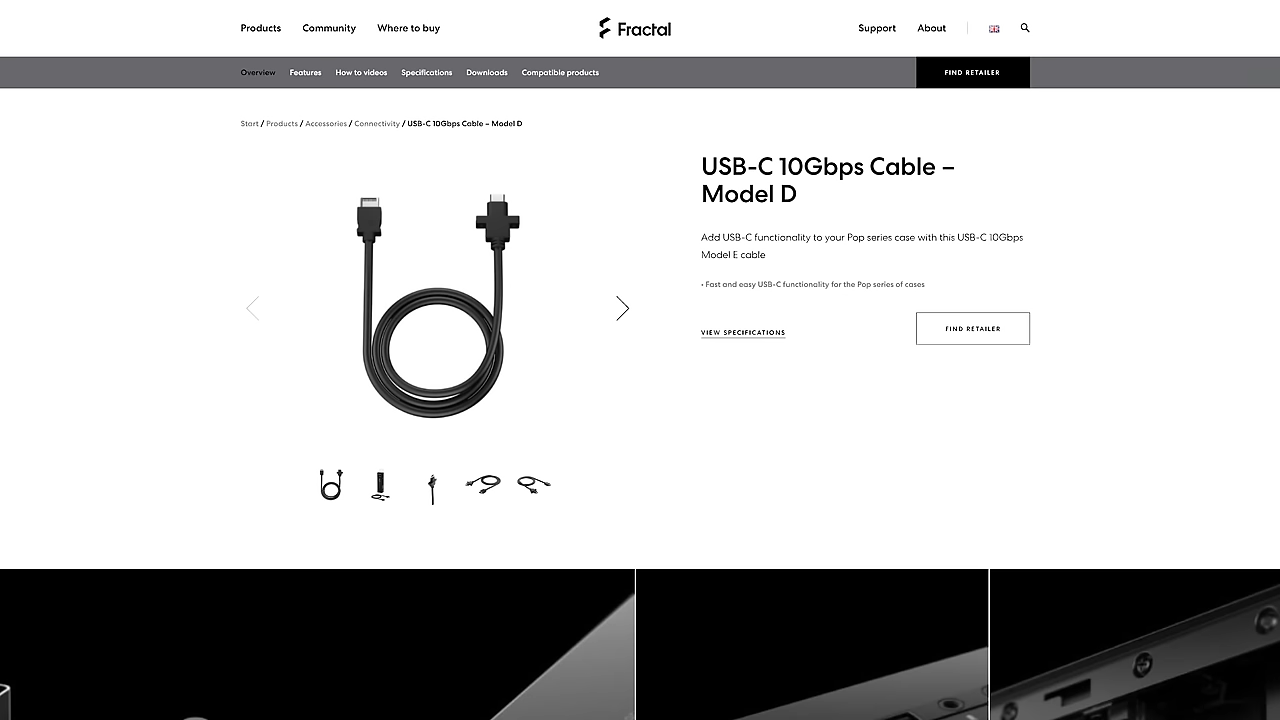 Products Community Where to buy Fractal Support About
Overview Features How to videos Specifications Downloads Compatible products FIND RETAILER
Start / Products / Accessories / Connectivity / USB-C 10Gbps Cable – Model D
USB-C 10Gbps Cable –
Model D
Add USB-C functionality to your Pop series case with this USB-C 10Gbps
Model E cable
• Fast and easy USB-C functionality for the Pop series of cases
VIEW SPECIFICATIONS FIND RETAILER